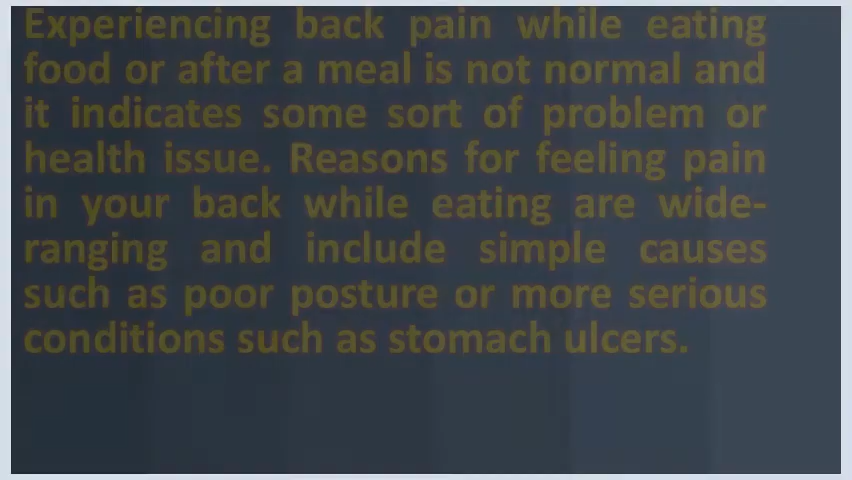 Experiencing back pain while eating
food or after a meal is not normal and
it indicates some sort of problem or
health issue. Reasons for feeling pain
in your back while eating are wide-
ranging and include simple causes
such as poor posture or more serious
conditions such as stomach ulcers.